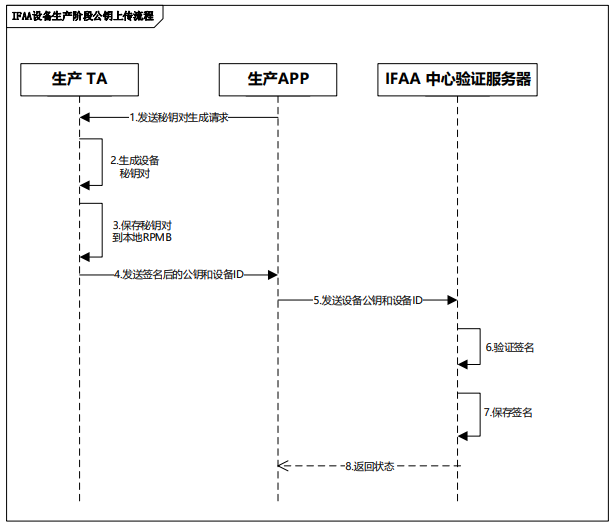 IFAA设备生产阶段公钥上传流程
生产 TA
生产APP
IFAA 中心验证服务器
1.发送秘钥对生成请求
2.生成设备
秘钥对
3.保存秘钥对
到本地RPMB
4.发送签名后的公钥和设备ID
5.发送设备公钥和设备ID
6.验证签名
7.保存签名
8.返回状态